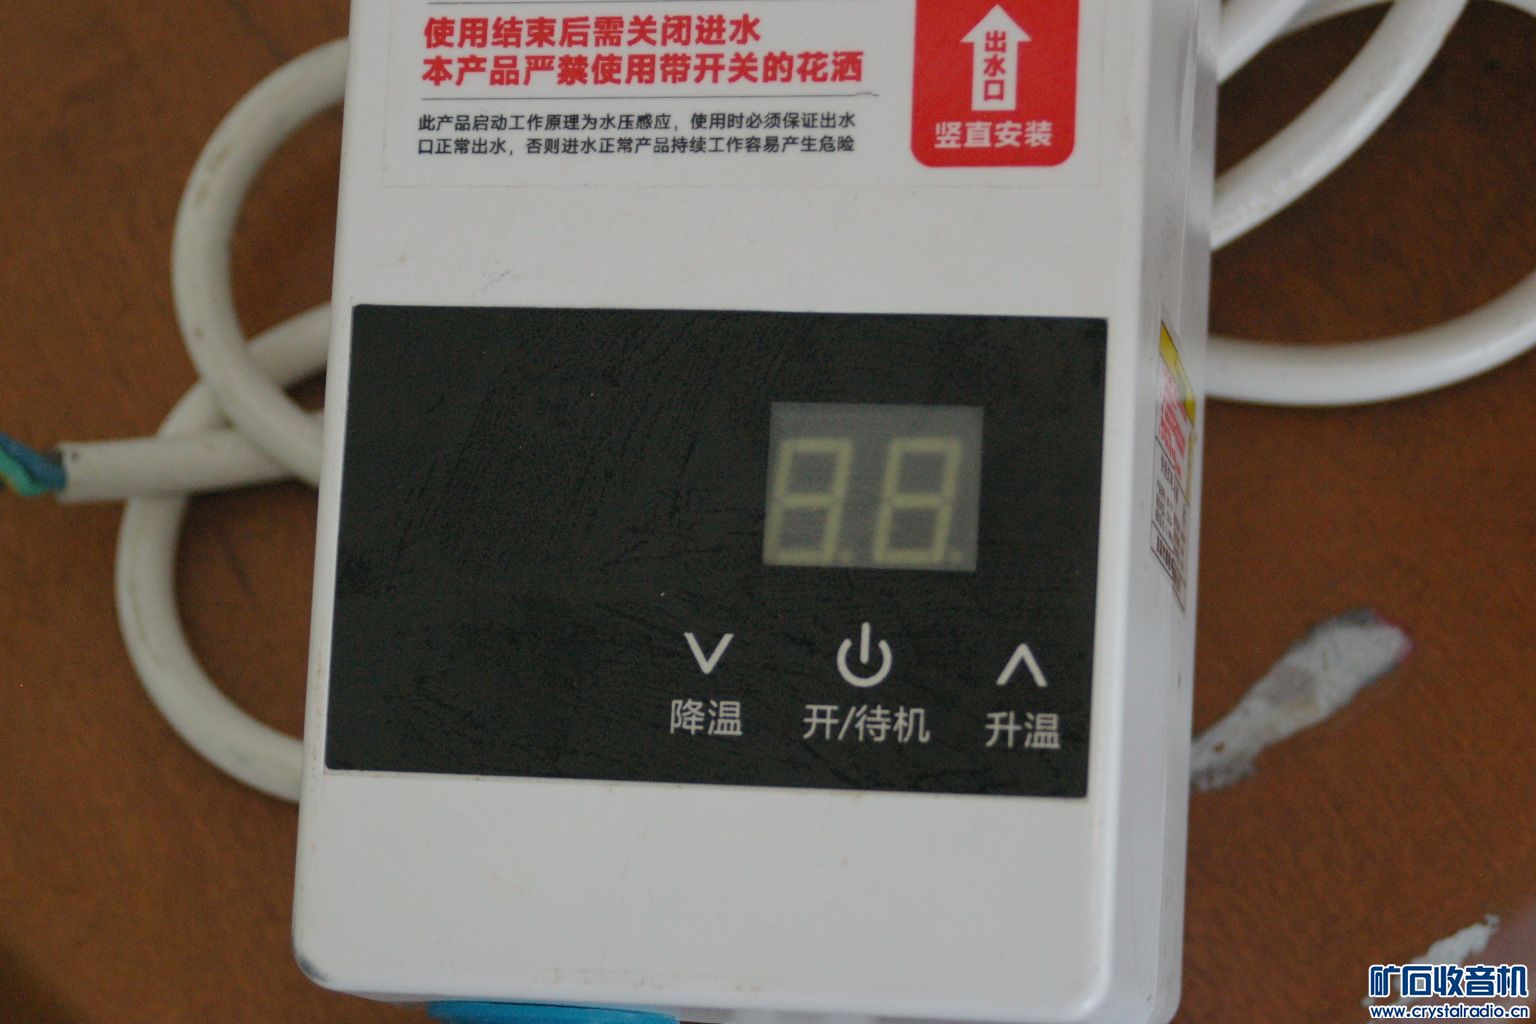 使用结束后需关闭进水
本产品严禁使用带开关的花洒
此产品启动工作原理为水压感应，使用时必须保证出水
口正常出水，否则进水正常产品持续工作容易产生危险
出水口
竖直安装
88
降温
开/待机
升温
矿石收音机
www.crystalradio.cn